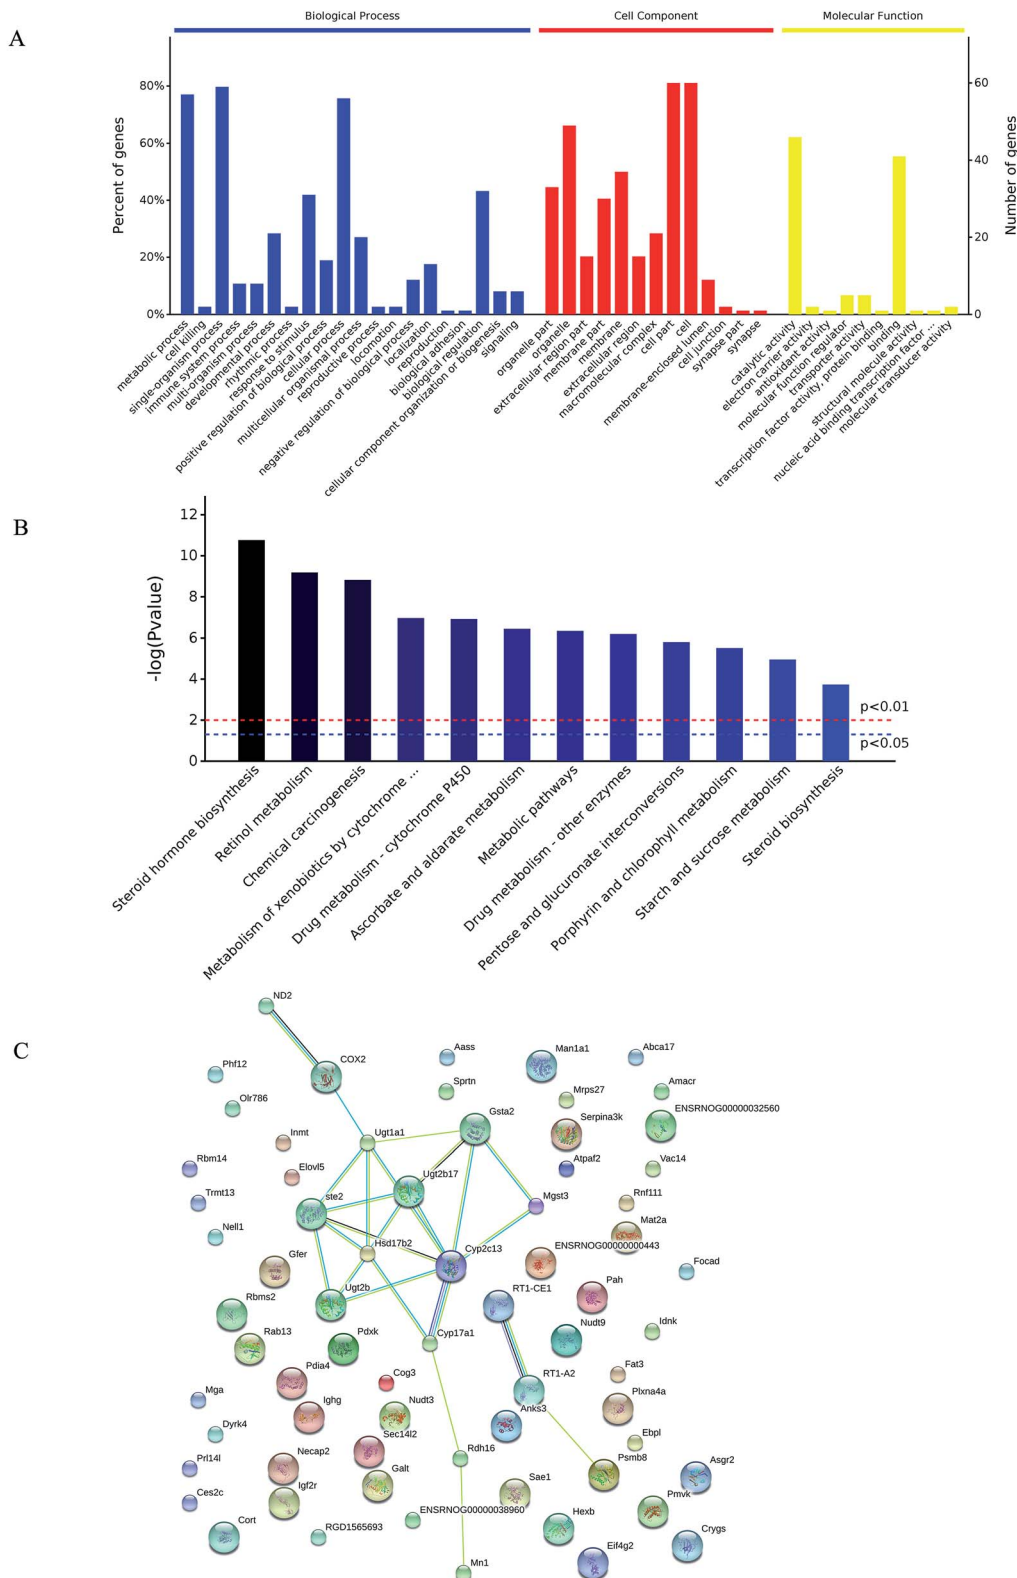 A
Biological Process
Cell Component
Molecular Function
Percent of genes
80%
60%
40%
20%
0%
Number of genes
60
40
20
0
metabolic process
cell killing
single-organism process
immune system process
multi-organism process
developmental process
rhythmic process
response to stimulus
positive regulation of biological process
cellular process
multicellular organismal process
reproductive process
locomotion
negative regulation of biological process
localization
reproduction
biological adhesion
biological regulation
cellular component organization or biogenesis
signaling
organelle part
organelle
extracellular region part
membrane part
membrane
extracellular region
macromolecular complex
cell part
cell
membrane-enclosed lumen
cell junction
synapse part
synapse
catalytic activity
electron carrier activity
antioxidant activity
molecular function regulator
transporter activity
transcription factor activity, protein binding
binding
structural molecule activity
nucleic acid binding transcription factor ...
molecular transducer activity
B
-log(Pvalue)
12
10
8
6
4
2
0
p<0.01
p<0.05
Steroid hormone biosynthesis
Retinol metabolism
Chemical carcinogenesis
Metabolism of xenobiotics by cytochrome ...
Drug metabolism - cytochrome P450
Ascorbate and aldarate metabolism
Metabolic pathways
Drug metabolism - other enzymes
Pentose and glucuronate interconversions
Porphyrin and chlorophyll metabolism
Starch and sucrose metabolism
Steroid biosynthesis
C
ND2
COX2
Aass
Man1a1
Abca17
Phf12
Sprtn
Mrps27
Amacr
Olr786
Gsta2
ENSRNOG00000032560
Serpina3k
Inmt
Ugt1a1
Rbm14
Elovl5
Ugt2b17
Atpaf2
Vac14
Trmt13
ste2
Mgst3
Rnf111
Nell1
Mat2a
Hsd17b2
Cyp2c13
ENSRNOG00000000443
Gfer
Focad
Ugt2b
RT1-CE1
Pah
Rbms2
Nudt9
Idnk
Rab13
Pdxk
Cyp17a1
Pdia4
Cog3
RT1-A2
Fat3
Mga
Ighg
Nudt3
Anks3
Plxna4a
Dyrk4
Sec14l2
Ebpl
Prl14l
Necap2
Rdh16
Psmb8
Asgr2
Igf2r
Galt
Sae1
Ces2c
Pmvk
ENSRNOG00000038960
Hexb
Cort
RGD1565693
Crygs
Mn1
Eif4g2